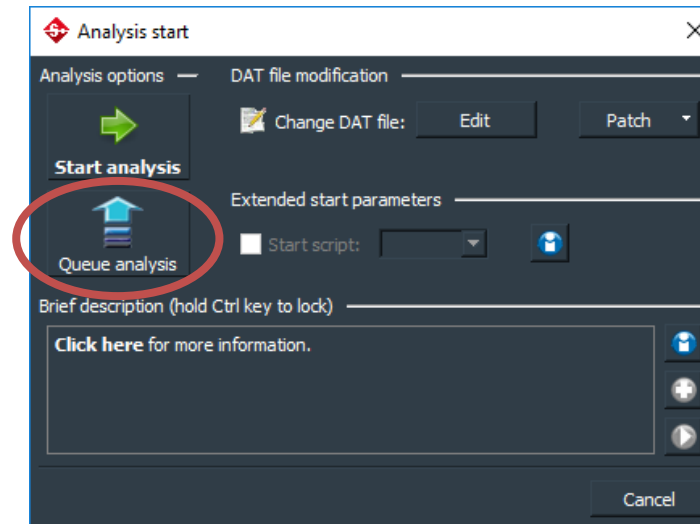 Analysis start
Analysis options
DAT file modification
Change DAT file:
Edit
Patch
Start analysis
Extended start parameters
Start script:
Queue analysis
Brief description (hold Ctrl key to lock)
Click here for more information.
Cancel